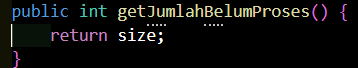 public int getJumlahBelumProses() {
    return size;
}